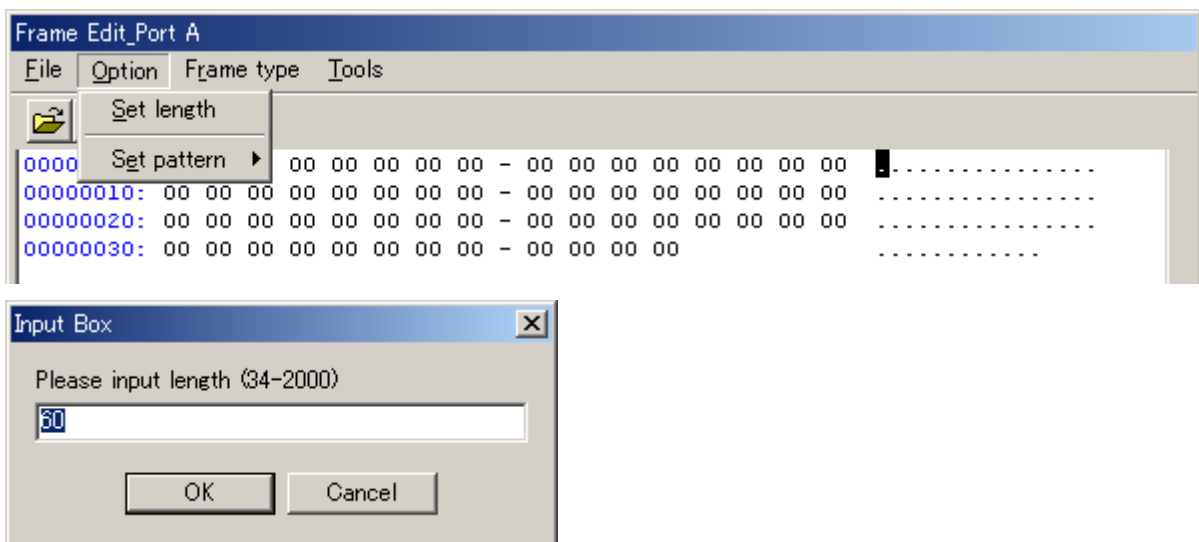 Frame Edit_Port A
File Option Frame type Tools
Set length
Set pattern
0000 00 00 00 00 00 - 00 00 00 00 00 00 00 00 ................
00000010: 00 00 00 00 00 00 00 00 - 00 00 00 00 00 00 00 00 ................
00000020: 00 00 00 00 00 00 00 00 - 00 00 00 00 00 00 00 00 ................
00000030: 00 00 00 00 00 00 00 00 - 00 00 00 00 ............
Input Box
Please input length (34-2000)
60
OK Cancel